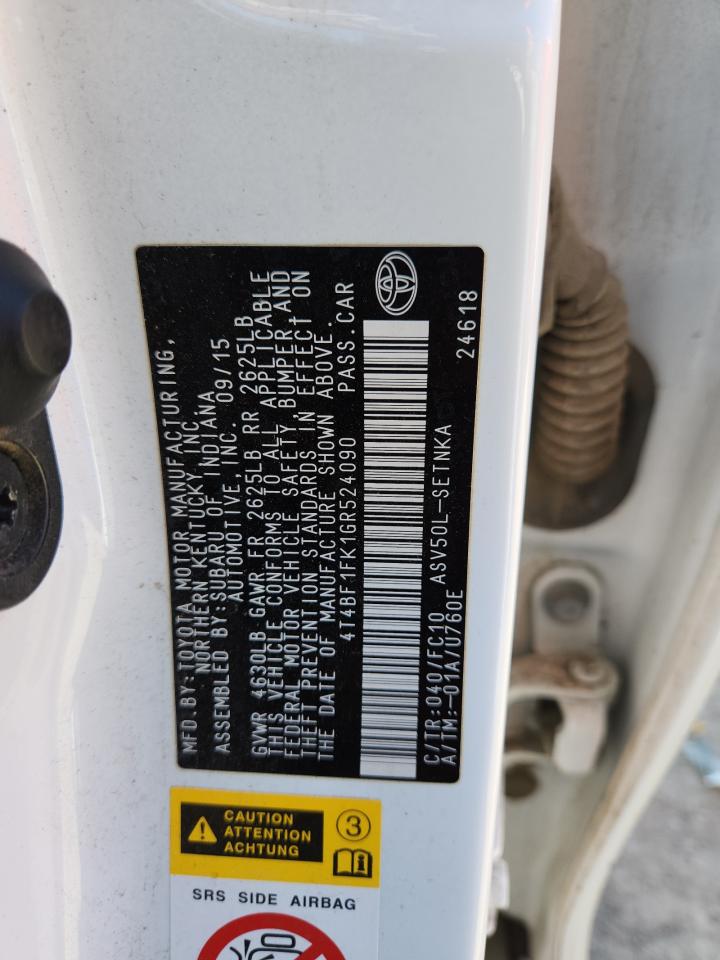 MFD.BY:TOYOTA MOTOR MANUFACTURING,
NORTHERN KENTUCKY, INC.
ASSEMBLED BY:SUBARU OF INDIANA
AUTOMOTIVE, INC. 09/15
GVWR 4630LB GAWR FR 2625LB RR 2625LB
THIS VEHICLE CONFORMS TO ALL APPLICABLE
FEDERAL MOTOR VEHICLE SAFETY, BUMPER, AND
THEFT PREVENTION STANDARDS IN EFFECT ON
THE DATE OF MANUFACTURE SHOWN ABOVE.
4T4BF1FK1GR524090 PASS.CAR
C/TR:040/FC10 ASV50L-SETNKA
A/TM:-01A/U760E 24618
CAUTION
ATTENTION
ACHTUNG
3
SRS SIDE AIRBAG